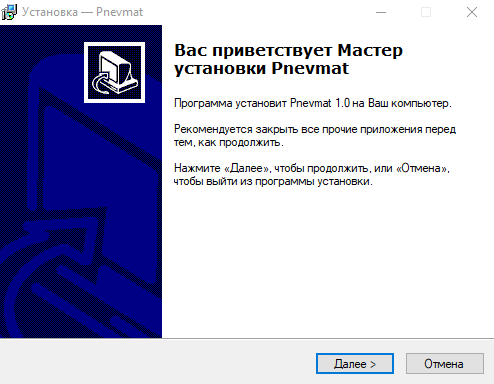 Установка — Pnevmat
Вас приветствует Мастер
установки Pnevmat
Программа установит Pnevmat 1.0 на Ваш компьютер.
Рекомендуется закрыть все прочие приложения перед
тем, как продолжить.
Нажмите «Далее», чтобы продолжить, или «Отмена»,
чтобы выйти из программы установки.
Далее >
Отмена